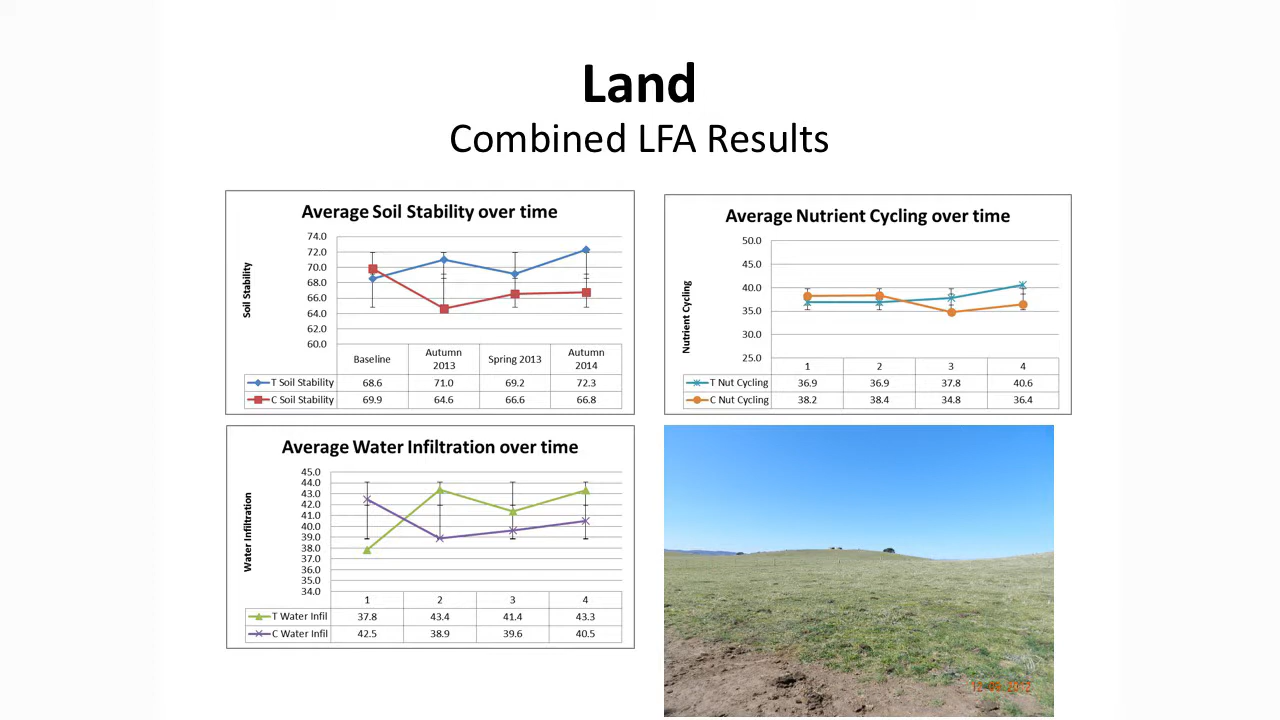 Land
Combined LFA Results
Average Soil Stability over time
Soil Stability
74.0
72.0
70.0
68.0
66.0
64.0
62.0
60.0
Baseline Autumn 2013 Spring 2013 Autumn 2014
T Soil Stability 68.6 71.0 69.2 72.3
C Soil Stability 69.9 64.6 66.6 66.8
Average Nutrient Cycling over time
Nutrient Cycling
50.0
45.0
40.0
35.0
30.0
25.0
1 2 3 4
T Nut Cycling 36.9 36.9 37.8 40.6
C Nut Cycling 38.2 38.4 34.8 36.4
Average Water Infiltration over time
Water Infiltration
45.0
44.0
43.0
42.0
41.0
40.0
39.0
38.0
37.0
36.0
35.0
34.0
1 2 3 4
T Water Infil 37.8 43.4 41.4 43.3
C Water Infil 42.5 38.9 39.6 40.5